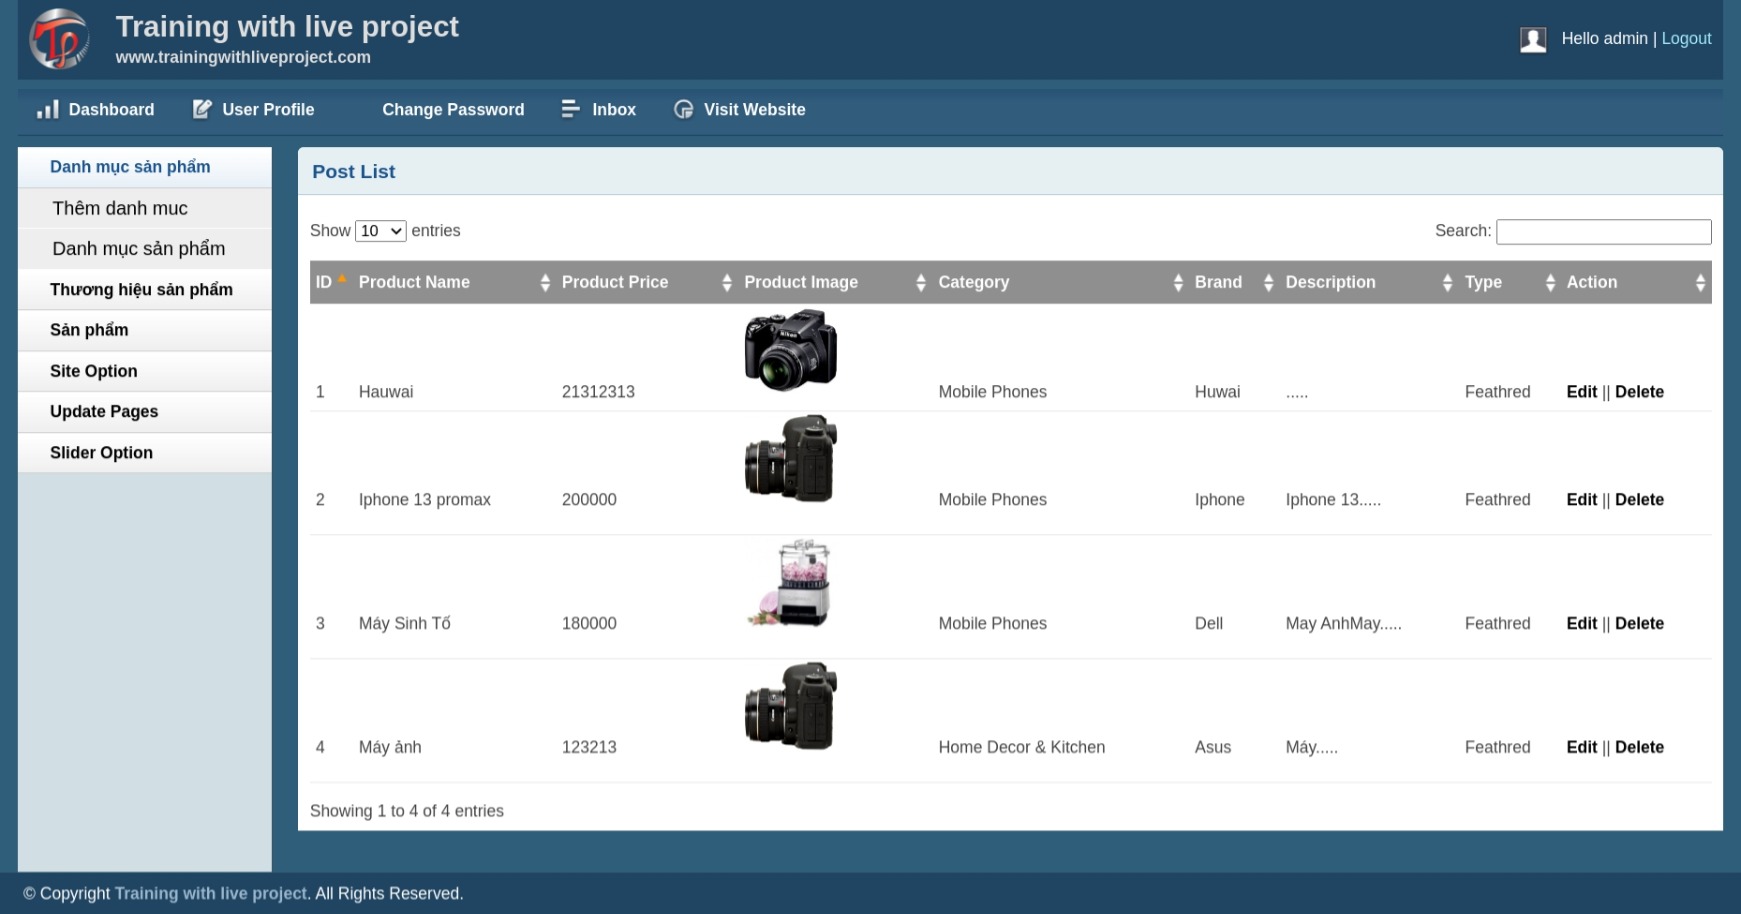 Training with live project
www.trainingwithliveproject.com
Hello admin | Logout
Dashboard User Profile Change Password Inbox Visit Website
Danh mục sản phẩm
Thêm danh muc
Danh mục sản phẩm
Thương hiệu sản phẩm
Sản phẩm
Site Option
Update Pages
Slider Option
Post List
Show 10 entries Search:
ID Product Name Product Price Product Image Category Brand Description Type Action
1 Hauwai 21312313 Mobile Phones Huwai ..... Feathred Edit || Delete
2 Iphone 13 promax 200000 Mobile Phones Iphone Iphone 13..... Feathred Edit || Delete
3 Máy Sinh Tố 180000 Mobile Phones Dell May AnhMay..... Feathred Edit || Delete
4 Máy ảnh 123213 Home Decor & Kitchen Asus Máy..... Feathred Edit || Delete
Showing 1 to 4 of 4 entries
© Copyright Training with live project. All Rights Reserved.